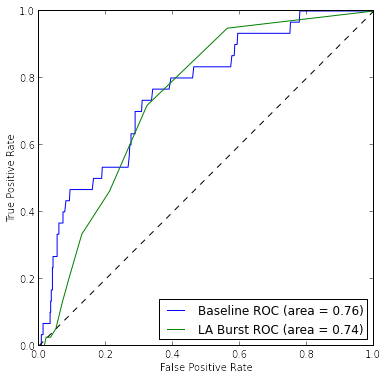 1.0
0.8
0.6
0.4
0.2
0.0
True Positive Rate
Baseline ROC (area = 0.76)
LA Burst ROC (area = 0.74)
0.0 0.2 0.4 0.6 0.8 1.0
False Positive Rate